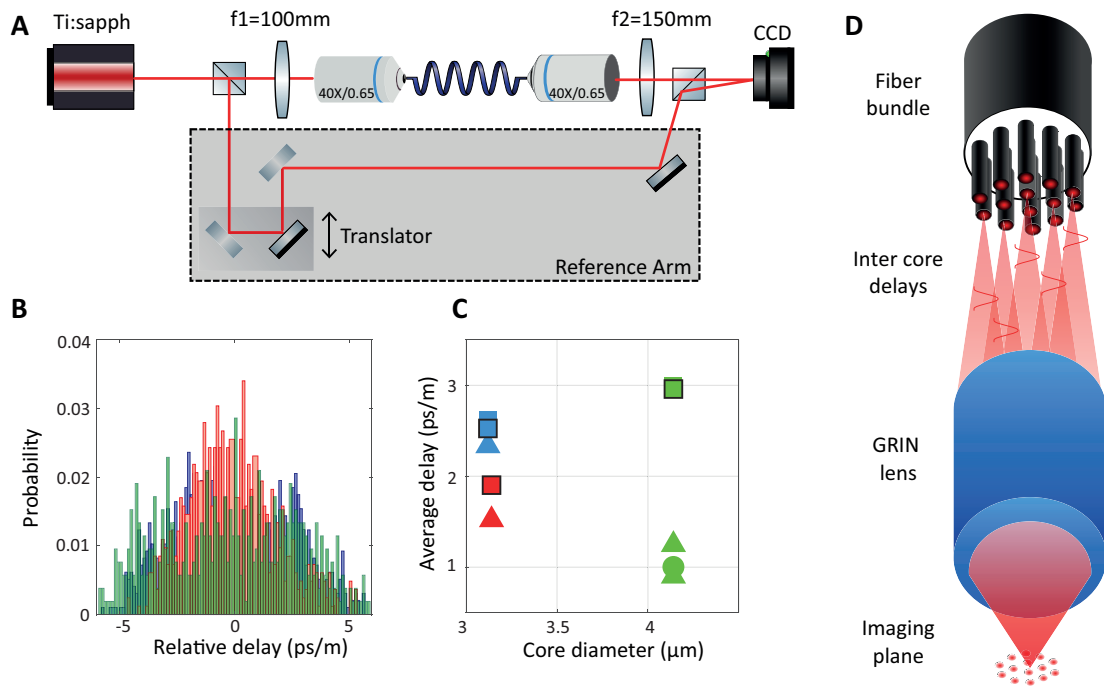 A
Ti:sapph
f1=100mm
40X/0.65
40X/0.65
f2=150mm
CCD
Translator
Reference Arm
B
0.04
0.03
0.02
0.01
0
Probability
-5
0
5
Relative delay (ps/m)
C
3
2
1
Average delay (ps/m)
3
4
Core diameter (μm)
D
Fiber
bundle
Inter core
delays
GRIN
lens
Imaging
plane